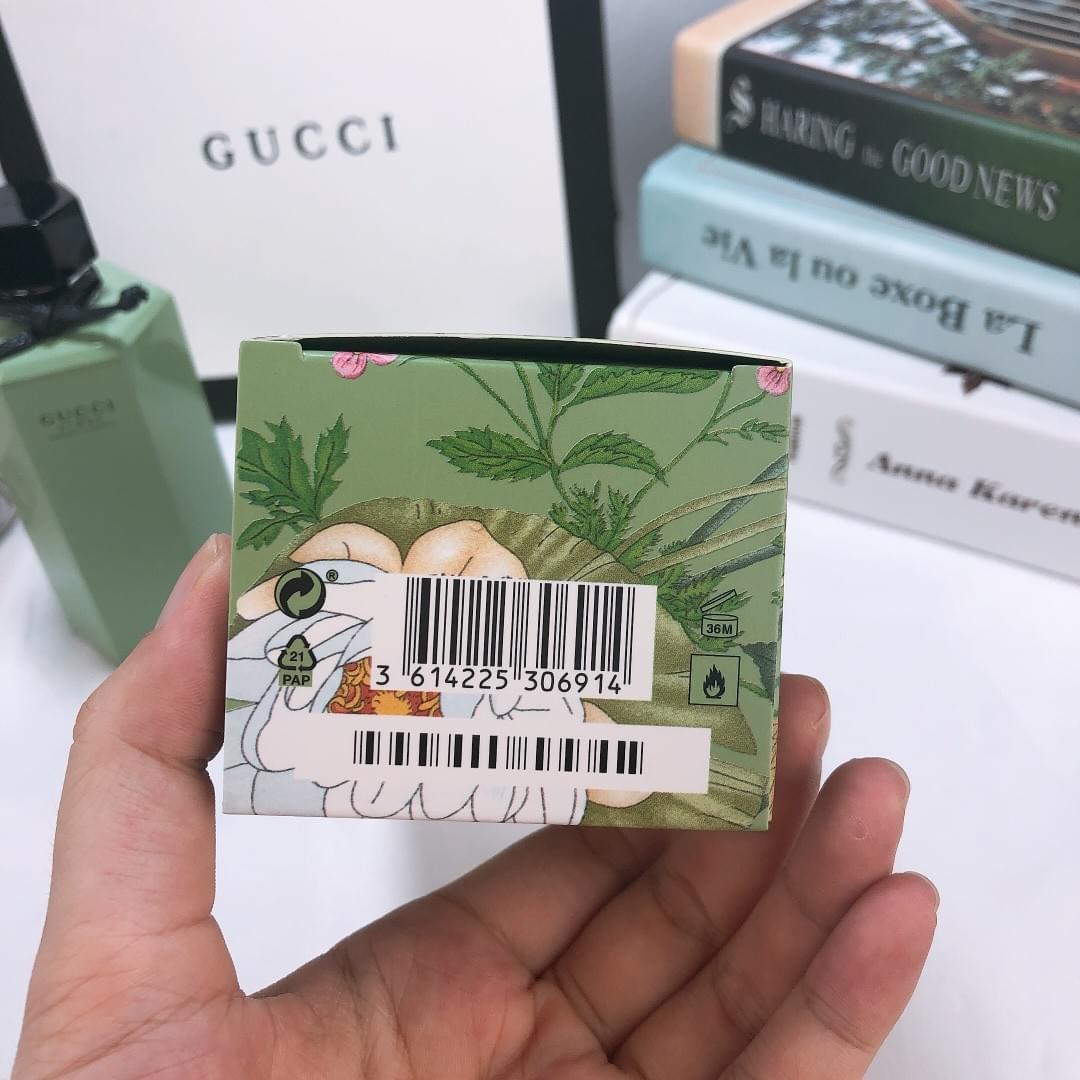 GUCCI
SHARING the GOOD NEWS
La Boxe ou la Vie
Anna Karen
GUCCI
®
21
PAP
3 614225 306914
36M